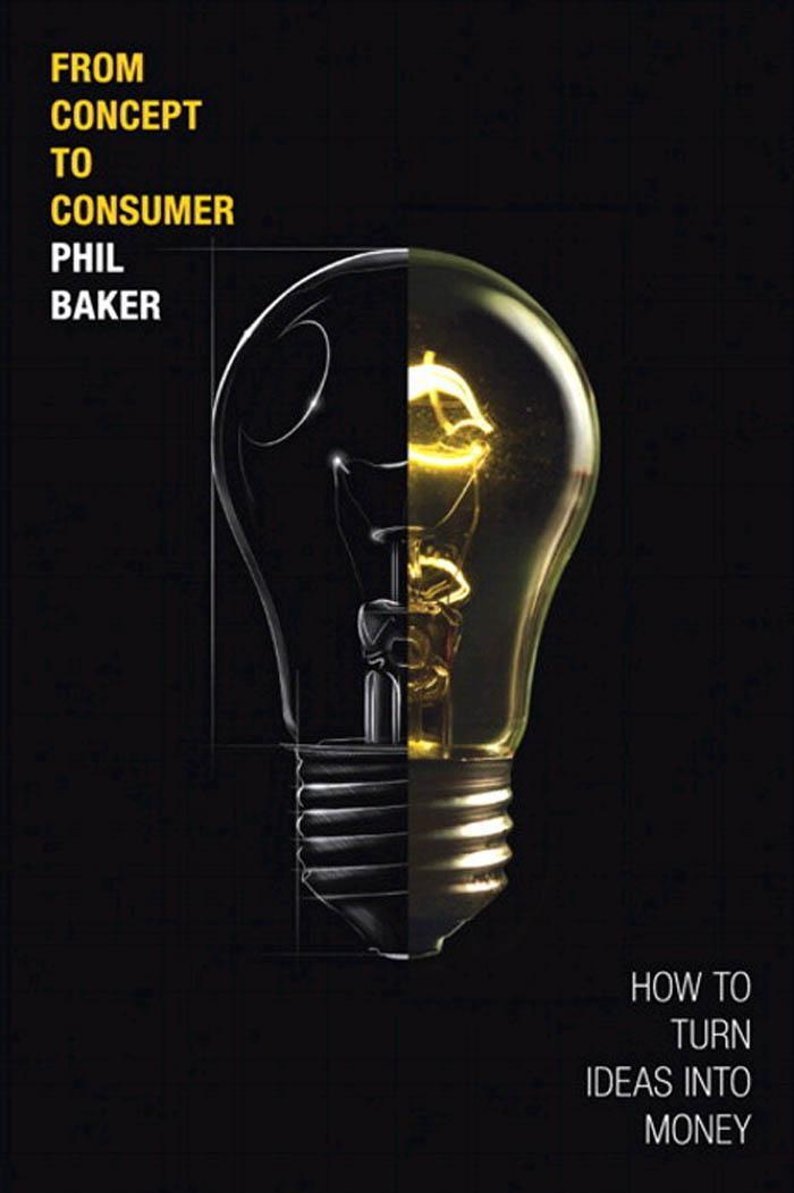 FROM
CONCEPT
TO
CONSUMER
PHIL
BAKER
HOW TO
TURN
IDEAS INTO
MONEY